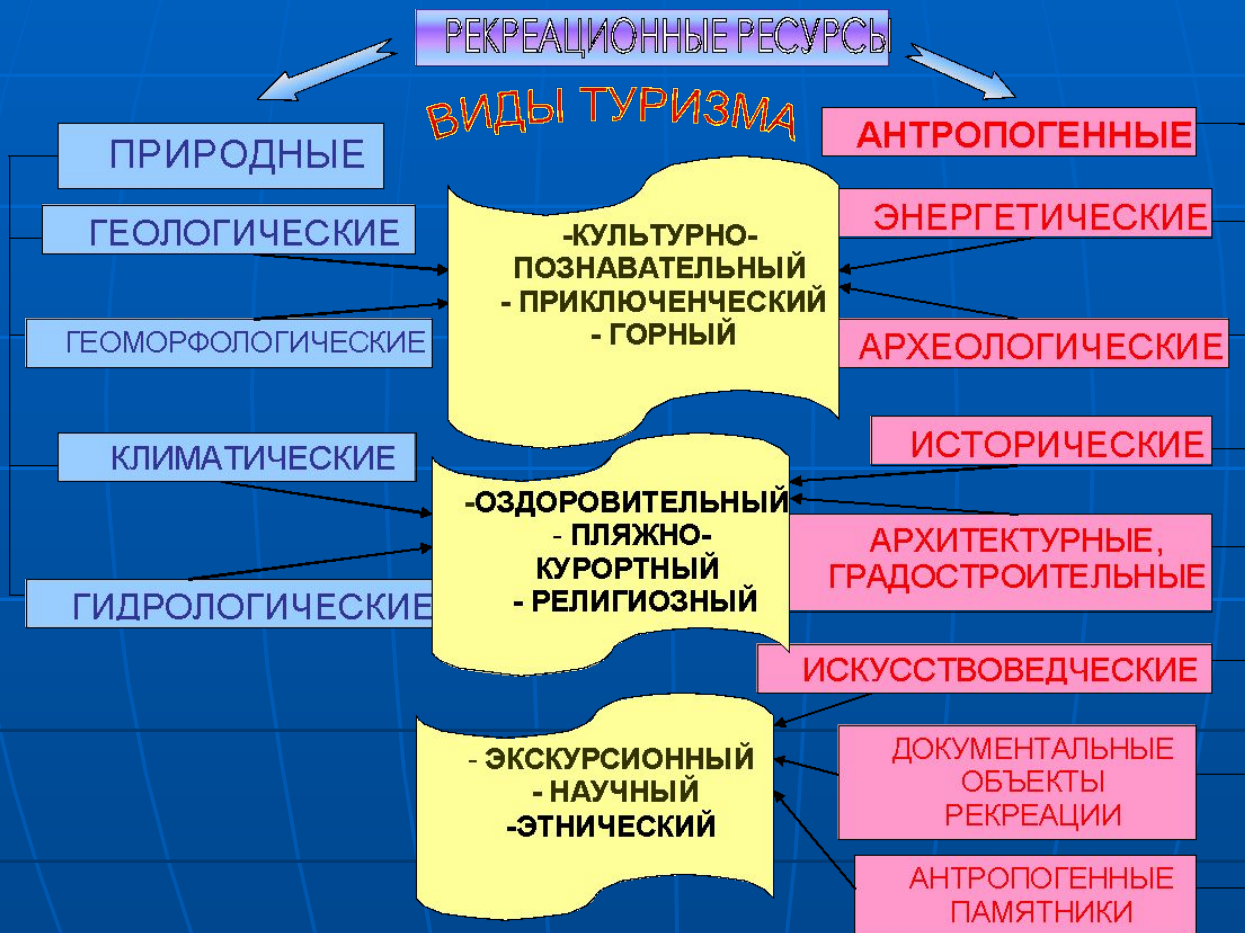 РЕКРЕАЦИОННЫЕ РЕСУРСЫ
ВИДЫ ТУРИЗМА
ПРИРОДНЫЕ
ГЕОЛОГИЧЕСКИЕ
ГЕОМОРФОЛОГИЧЕСКИЕ
КЛИМАТИЧЕСКИЕ
ГИДРОЛОГИЧЕСКИЕ
-КУЛЬТУРНО-
ПОЗНАВАТЕЛЬНЫЙ
- ПРИКЛЮЧЕНЧЕСКИЙ
- ГОРНЫЙ
-ОЗДОРОВИТЕЛЬНЫЙ
- ПЛЯЖНО-
КУРОРТНЫЙ
- РЕЛИГИОЗНЫЙ
- ЭКСКУРСИОННЫЙ
- НАУЧНЫЙ
-ЭТНИЧЕСКИЙ
АНТРОПОГЕННЫЕ
ЭНЕРГЕТИЧЕСКИЕ
АРХЕОЛОГИЧЕСКИЕ
ИСТОРИЧЕСКИЕ
АРХИТЕКТУРНЫЕ,
ГРАДОСТРОИТЕЛЬНЫЕ
ИСКУССТВОВЕДЧЕСКИЕ
ДОКУМЕНТАЛЬНЫЕ
ОБЪЕКТЫ
РЕКРЕАЦИИ
АНТРОПОГЕННЫЕ
ПАМЯТНИКИ